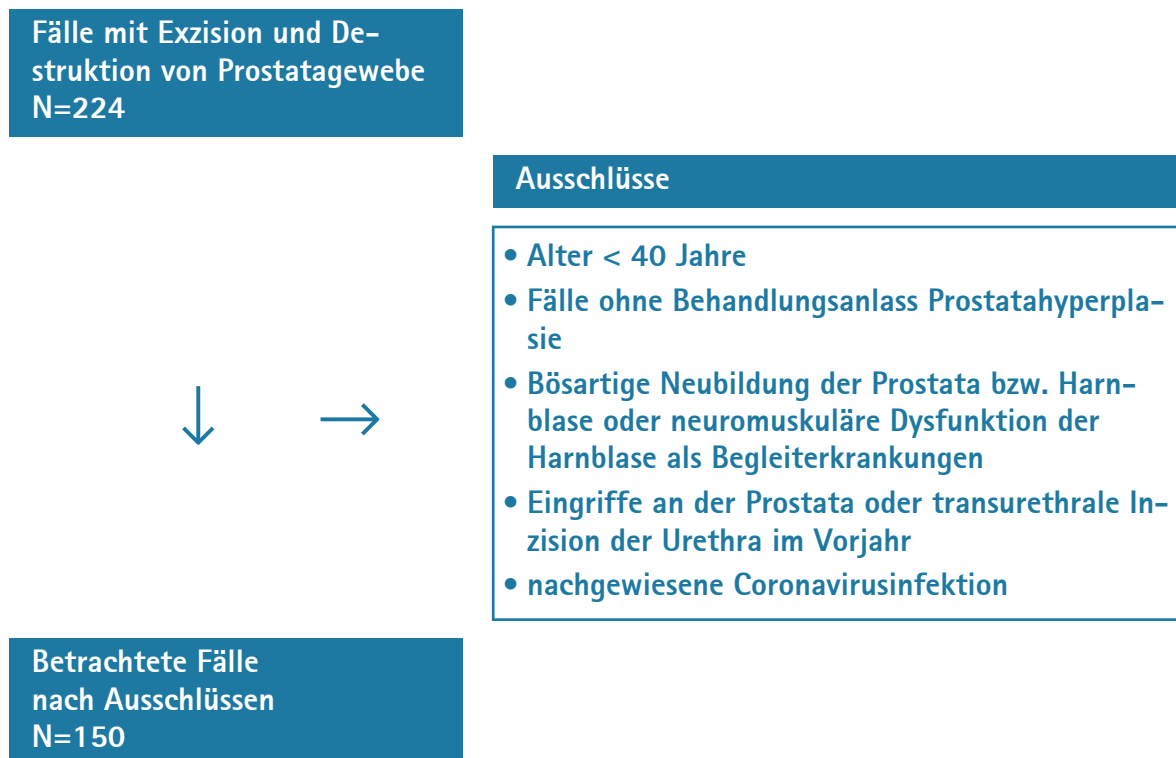 Fälle mit Exzision und De-
struktion von Prostatagewebe
N=224
Ausschlüsse
• Alter < 40 Jahre
• Fälle ohne Behandlungsanlass Prostatahyperpla-
sie
• Bösartige Neubildung der Prostata bzw. Harn-
blase oder neuromuskuläre Dysfunktion der
Harnblase als Begleiterkrankungen
• Eingriffe an der Prostata oder transurethrale In-
zision der Urethra im Vorjahr
• nachgewiesene Coronavirusinfektion
Betrachtete Fälle
nach Ausschlüssen
N=150